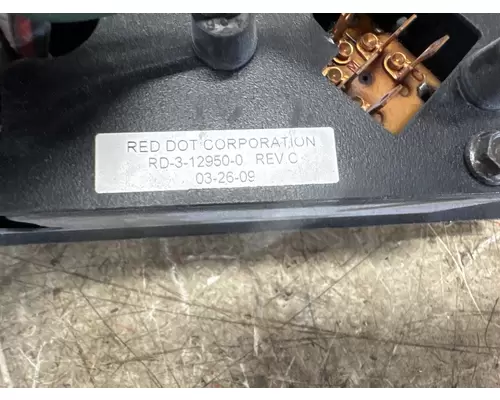 RED DOT CORPORATION
RD-3-12950-0 REV C
03-26-09